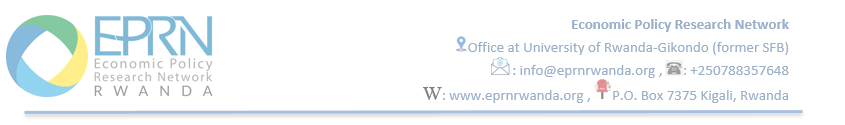 EPRN
Economic Policy
Research Network
RWANDA
Economic Policy Research Network
Office at University of Rwanda-Gikondo (former SFB)
: info@eprnrwanda.org , : +250788357648
W: www.eprnrwanda.org , P.O. Box 7375 Kigali, Rwanda